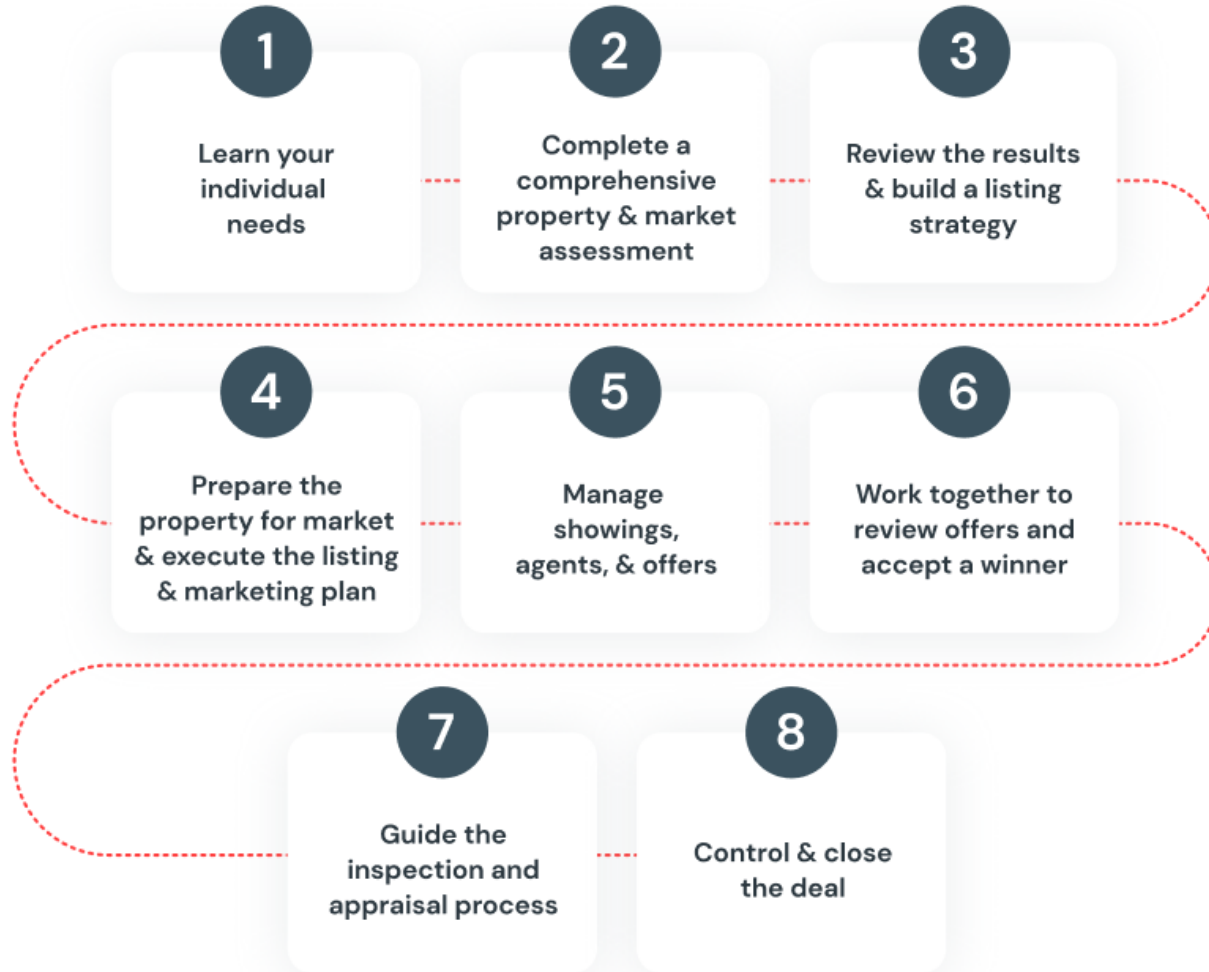 1
Learn your
individual
needs
2
Complete a
comprehensive
property & market
assessment
3
Review the results
& build a listing
strategy
4
Prepare the
property for market
& execute the listing
& marketing plan
5
Manage
showings,
agents, & offers
6
Work together to
review offers and
accept a winner
7
Guide the
inspection and
appraisal process
8
Control & close
the deal